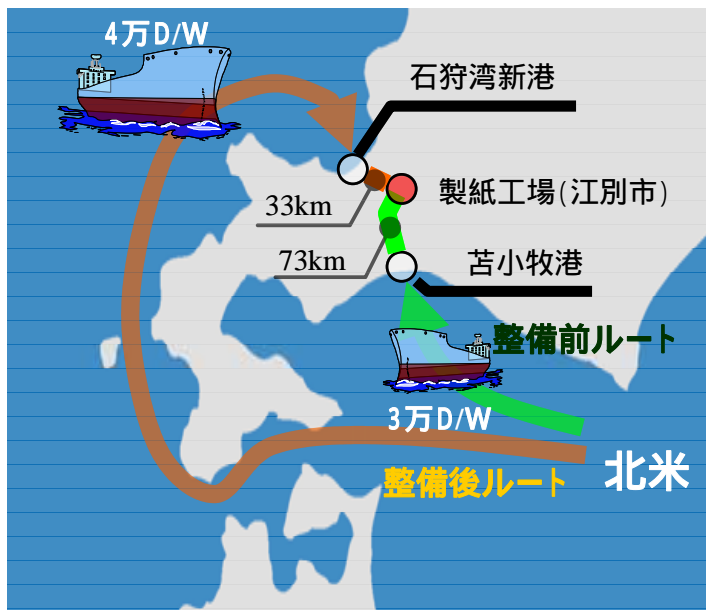 4万D/W
石狩湾新港
製紙工場(江別市)
33km
73km
苫小牧港
整備前ルート
3万D/W
北米
整備後ルート